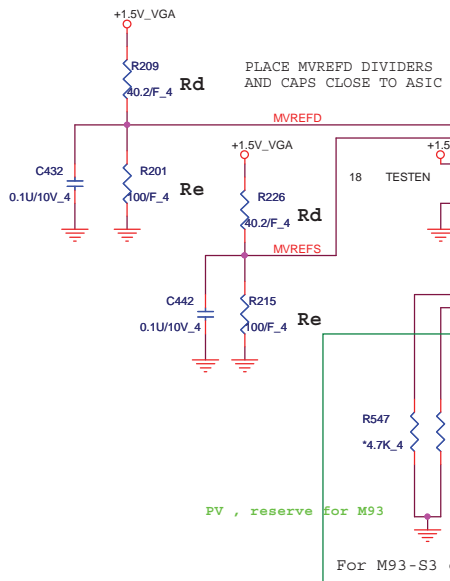 +1.5V_VGA
R209
Rd
40.2/F_4
PLACE MVREFD DIVIDERS
AND CAPS CLOSE TO ASIC
MVREFD
+1.5V_VGA
+1.5
C432
0.1U/10V_4
R201
100/F_4
Re
18
TESTEN
R226
40.2/F_4
Rd
MVREFS
C442
0.1U/10V_4
R215
100/F_4
Re
R547
*4.7K_4
PV , reserve for M93
For M93-S3